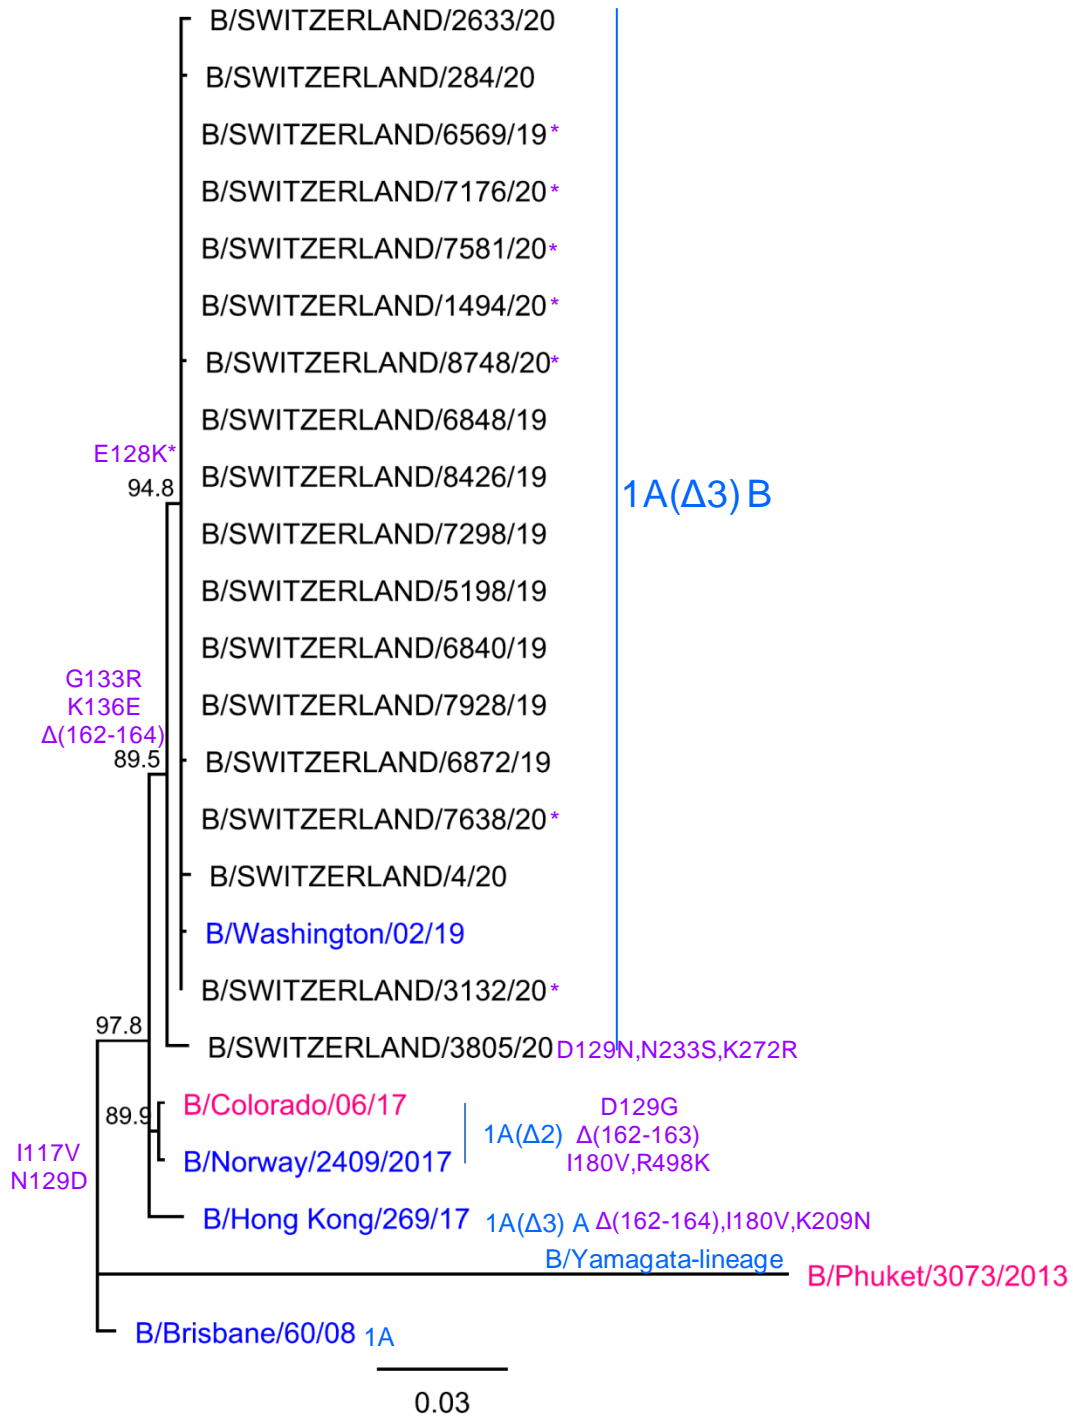 B/SWITZERLAND/2633/20
B/SWITZERLAND/284/20
B/SWITZERLAND/6569/19*
B/SWITZERLAND/7176/20*
B/SWITZERLAND/7581/20*
B/SWITZERLAND/1494/20*
B/SWITZERLAND/8748/20*
B/SWITZERLAND/6848/19
E128K*
B/SWITZERLAND/8426/19
94.8
1A(Δ3) B
B/SWITZERLAND/7298/19
B/SWITZERLAND/5198/19
B/SWITZERLAND/6840/19
G133R
K136E
Δ(162-164)
B/SWITZERLAND/7928/19
89.5
B/SWITZERLAND/6872/19
B/SWITZERLAND/7638/20*
B/SWITZERLAND/4/20
B/Washington/02/19
B/SWITZERLAND/3132/20*
97.8
B/SWITZERLAND/3805/20 D129N,N233S,K272R
B/Colorado/06/17
89.9
1A(Δ2)
D129G
Δ(162-163)
I180V,R498K
B/Norway/2409/2017
I117V
N129D
B/Hong Kong/269/17 1A(Δ3) A Δ(162-164),I180V,K209N
B/Yamagata-lineage
B/Phuket/3073/2013
B/Brisbane/60/08 1A
0.03